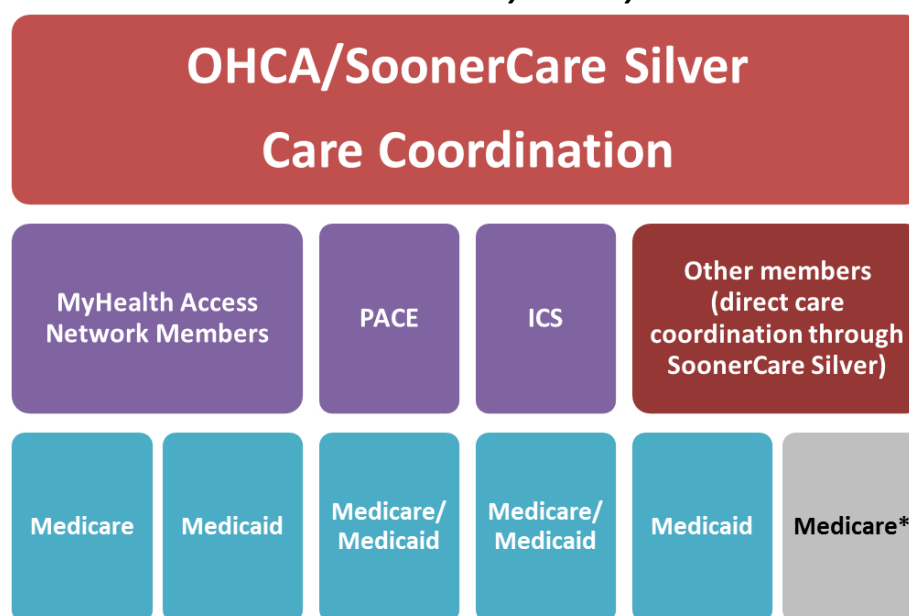 OHCA/SoonerCare Silver
Care Coordination
MyHealth Access
Network Members
PACE
ICS
Other members
(direct care
coordination through
SoonerCare Silver)
Medicare
Medicaid
Medicare/
Medicaid
Medicare/
Medicaid
Medicaid
Medicare*